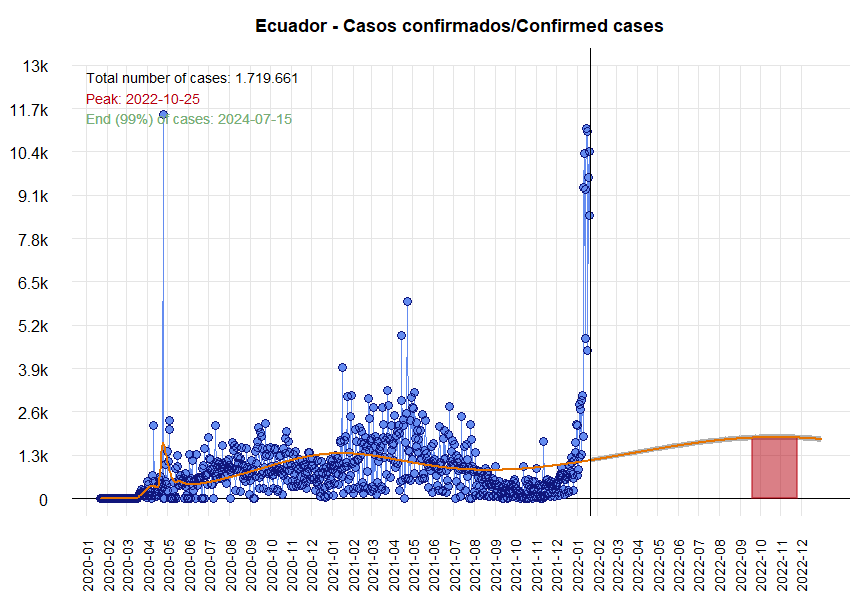 Ecuador - Casos confirmados/Confirmed cases
13k
11.7k
10.4k
9.1k
7.8k
6.5k
5.2k
3.9k
2.6k
1.3k
0
Total number of cases: 1.719.661
Peak: 2022-10-25
End (99%) of cases: 2024-07-15
2020-01
2020-02
2020-03
2020-04
2020-05
2020-06
2020-07
2020-08
2020-09
2020-10
2020-11
2020-12
2021-01
2021-02
2021-03
2021-04
2021-05
2021-06
2021-07
2021-08
2021-09
2021-10
2021-11
2021-12
2022-01
2022-02
2022-03
2022-04
2022-05
2022-06
2022-07
2022-08
2022-09
2022-10
2022-11
2022-12